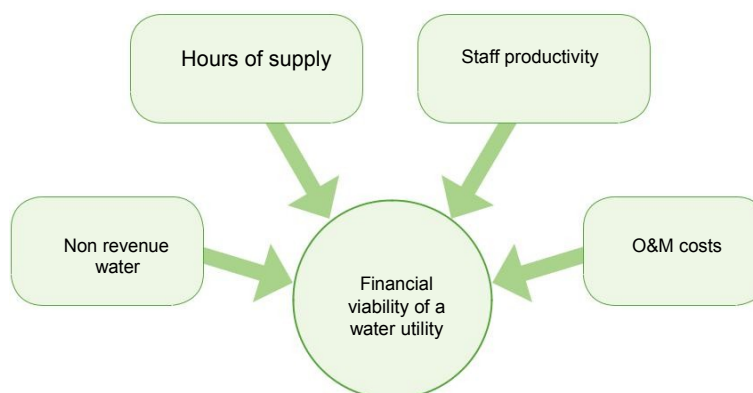 Hours of supply
Staff productivity
Non revenue
water
O&M costs
Financial
viability of a
water utility